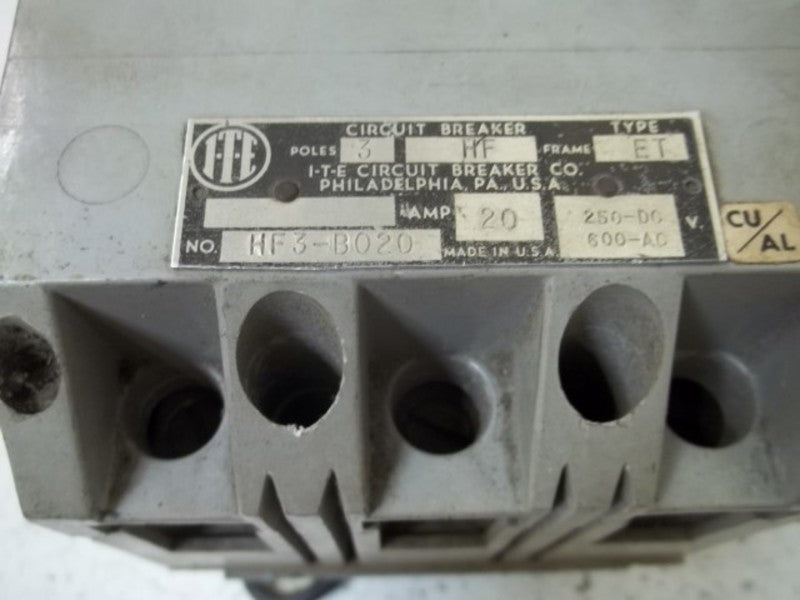 I-T-E
CIRCUIT BREAKER TYPE
POLES 3 HF FRAME ET
I-T-E CIRCUIT BREAKER CO.
PHILADELPHIA, PA., U.S.A.
AMP 20 250-DC V.
600-AC
NO. HF3-B020 MADE IN U.S.A.
CU/AL